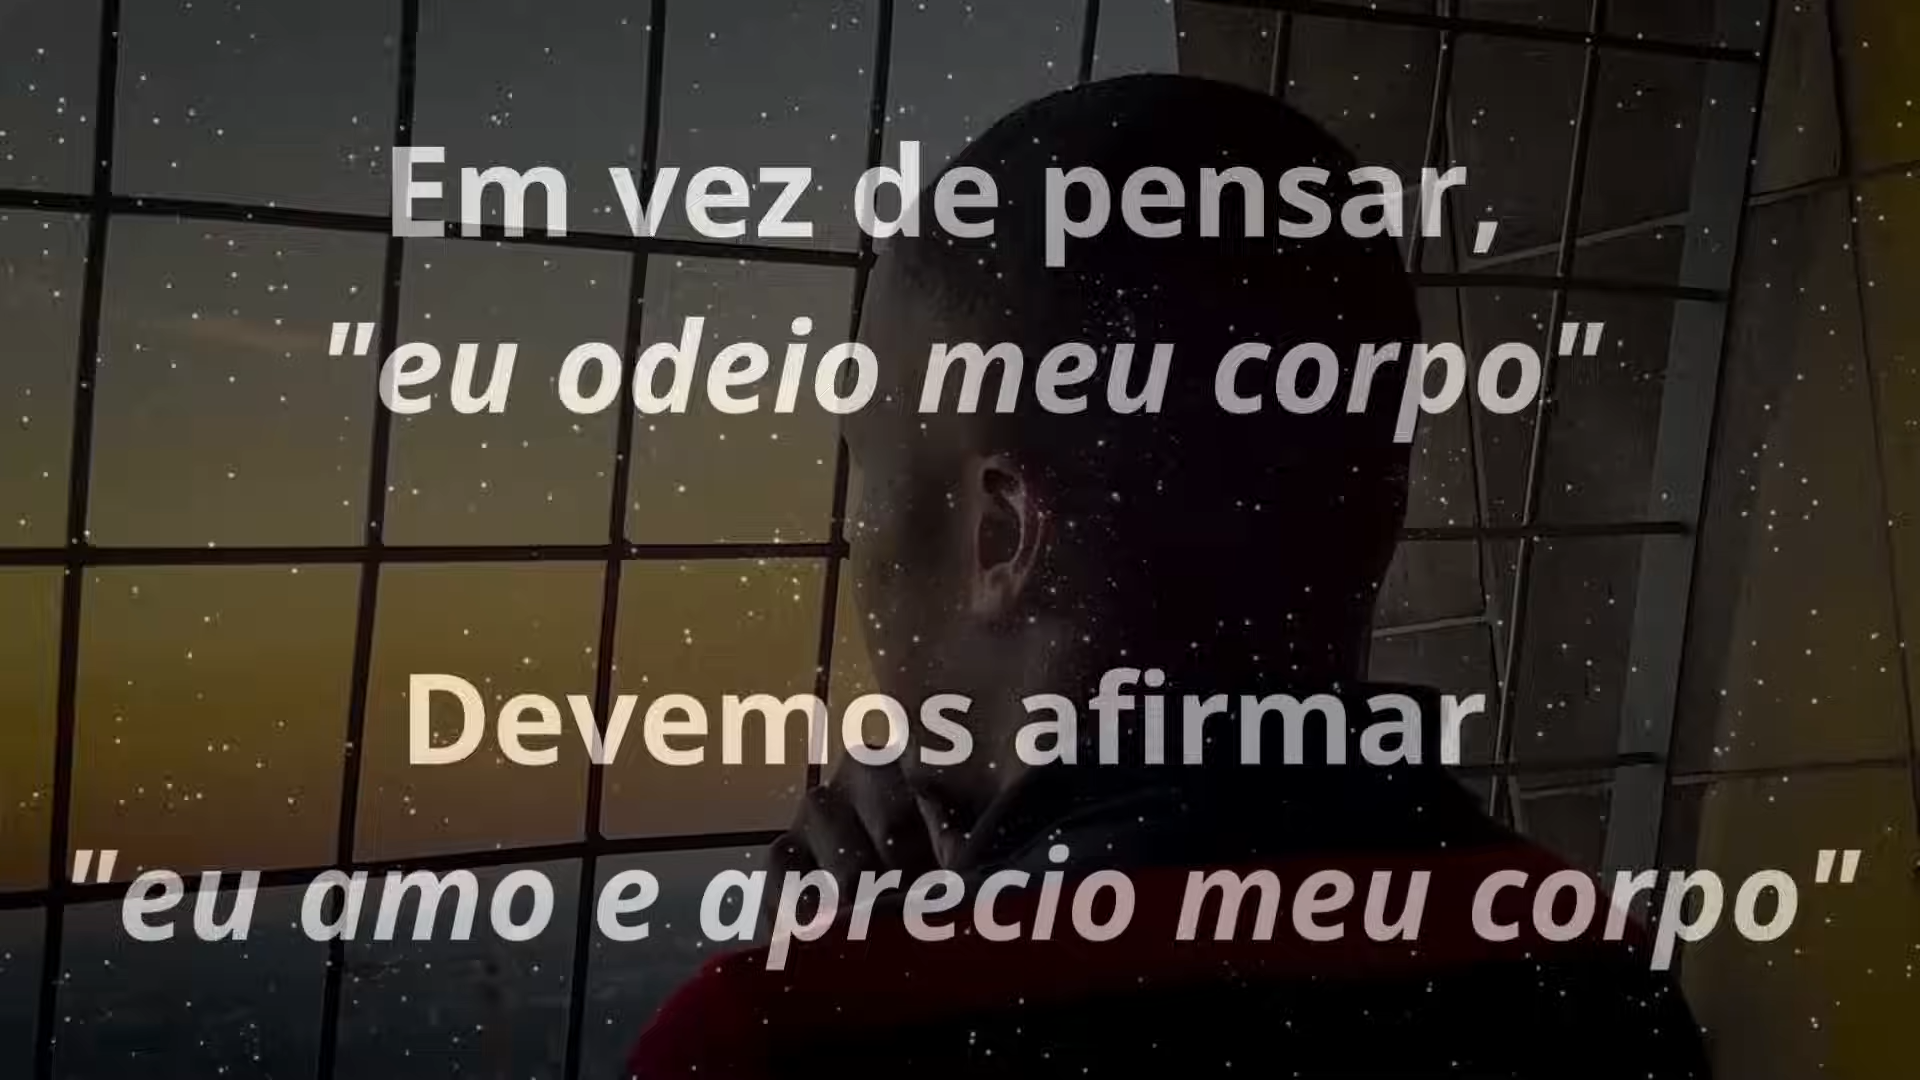 Em vez de pensar,
"eu odeio meu corpo"
Devemos afirmar
"eu amo e aprecio meu corpo"